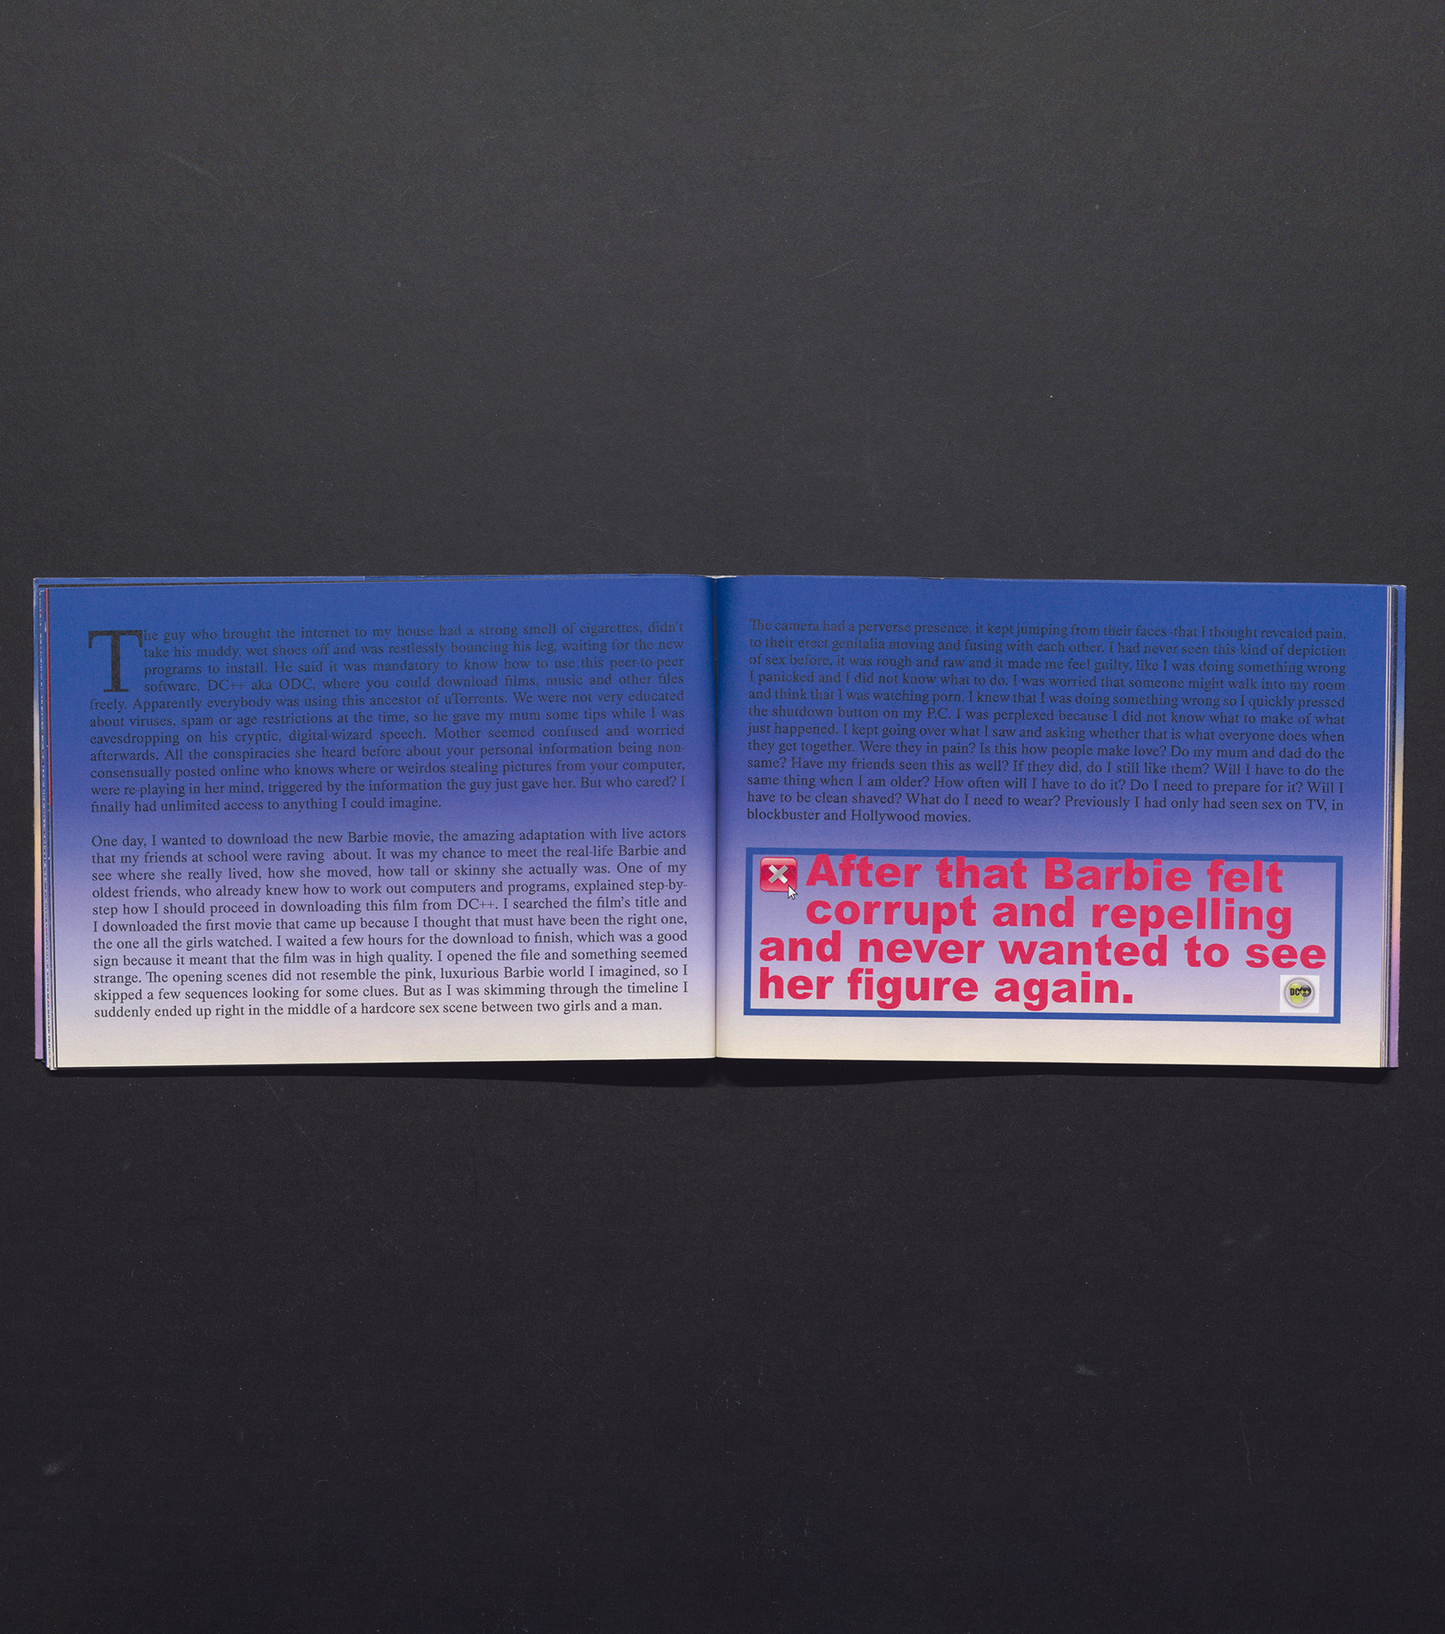 The guy who brought the internet to my house had a strong smell of cigarettes, didn't
take his muddy, wet shoes off and was restlessly bouncing his leg, waiting for the new
programs to install. He said it was mandatory to know how to use this peer-to-peer
software, DC++ aka ODC, where you could download films, music and other files
freely. Apparently everybody was using this ancestor of uTorrents. We were not very educated
about viruses, spam or age restrictions at the time, so he gave my mum some tips while I was
eavesdropping on his cryptic, digital-wizard speech. Mother seemed confused and worried
afterwards. All the conspiracies she heard before about your personal information being non-
consensually posted online who knows where or weirdos stealing pictures from your computer,
were re-playing in her mind, triggered by the information the guy just gave her. But who cared? I
finally had unlimited access to anything I could imagine.
One day, I wanted to download the new Barbie movie, the amazing adaptation with live actors
that my friends at school were raving about. It was my chance to meet the real-life Barbie and
see where she really lived, how she moved, how tall or skinny she actually was. One of my
oldest friends, who already knew how to work out computers and programs, explained step-by-
step how I should proceed in downloading this film from DC++. I searched the film's title and
I downloaded the first movie that came up because I thought that must have been the right one,
the one all the girls watched. I waited a few hours for the download to finish, which was a good
sign because it meant that the film was in high quality. I opened the file and something seemed
strange. The opening scenes did not resemble the pink, luxurious Barbie world I imagined, so I
skipped a few sequences looking for some clues. But as I was skimming through the timeline I
suddenly ended up right in the middle of a hardcore sex scene between two girls and a man.
The camera had a perverse presence, it kept jumping from their faces -that I thought revealed pain,
to their erect genitalia moving and fusing with each other. I had never seen this kind of depiction
of sex before, it was rough and raw and it made me feel guilty, like I was doing something wrong
I panicked and I did not know what to do. I was worried that someone might walk into my room
and think that I was watching porn. I knew that I was doing something wrong so I quickly pressed
the shutdown button on my P.C. I was perplexed because I did not know what to make of what
just happened. I kept going over what I saw and asking whether that is what everyone does when
they get together. Were they in pain? Is this how people make love? Do my mum and dad do the
same? Have my friends seen this as well? If they did, do I still like them? Will I have to do the
same thing when I am older? How often will I have to do it? Do I need to prepare for it? Will I
have to be clean shaved? What do I need to wear? Previously I had only had seen sex on TV, in
blockbuster and Hollywood movies.
After that Barbie felt
corrupt and repelling
and never wanted to see
her figure again.
DC++